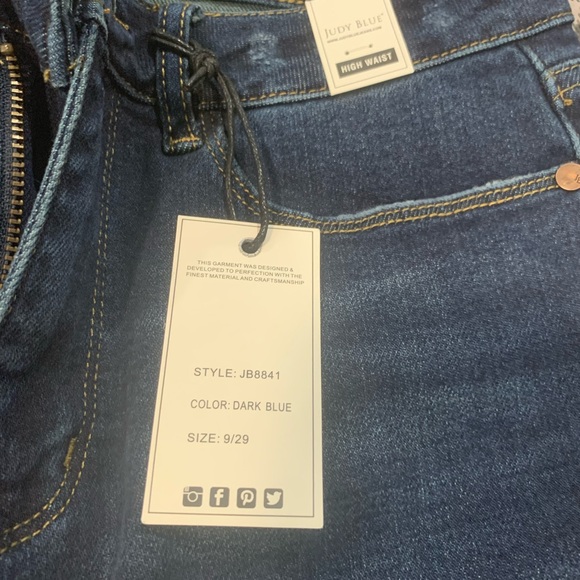 JUDY BLUE®
HIGH WAIST
THIS GARMENT WAS DESIGNED &
DEVELOPED TO PERFECTION WITH THE
FINEST MATERIAL AND CRAFTSMANSHIP
STYLE: JB8841
COLOR: DARK BLUE
SIZE: 9/29